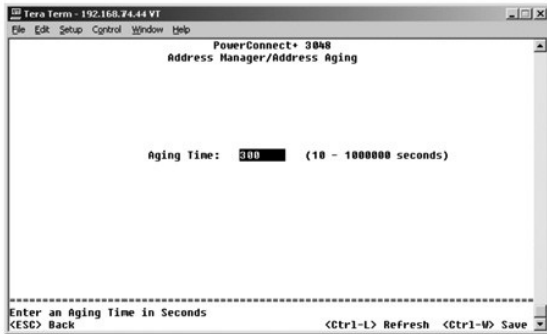 Tera Term - 192.168.74.44 VT
File Edit Setup Control Window Help
PowerConnect+ 3048
Address Manager/Address Aging
Aging Time: 300 (10 - 1000000 seconds)
Enter an Aging Time in Seconds
<ESC> Back <Ctrl-L> Refresh <Ctrl-W> Save